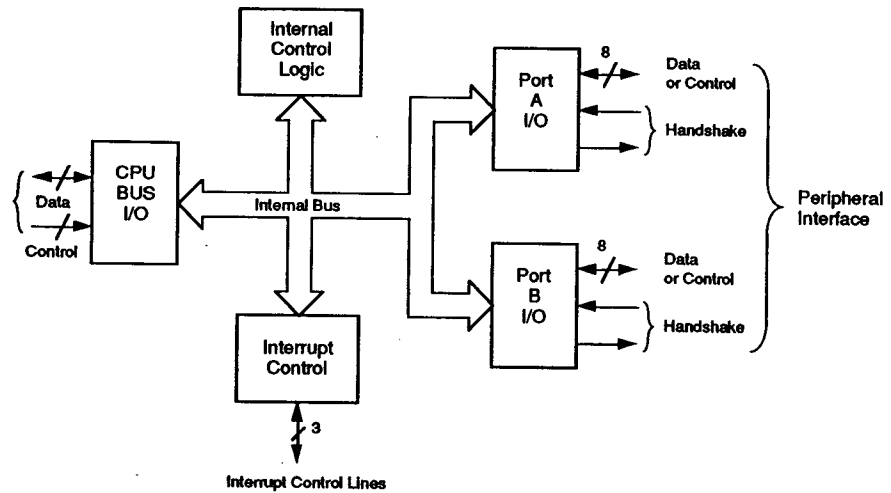 Internal
Control
Logic
CPU
BUS
I/O
Data
Control
Internal Bus
Interrupt
Control
3
Interrupt Control Lines
Port
A
I/O
8
Data
or Control
Handshake
Port
B
I/O
8
Data
or Control
Handshake
Peripheral
Interface